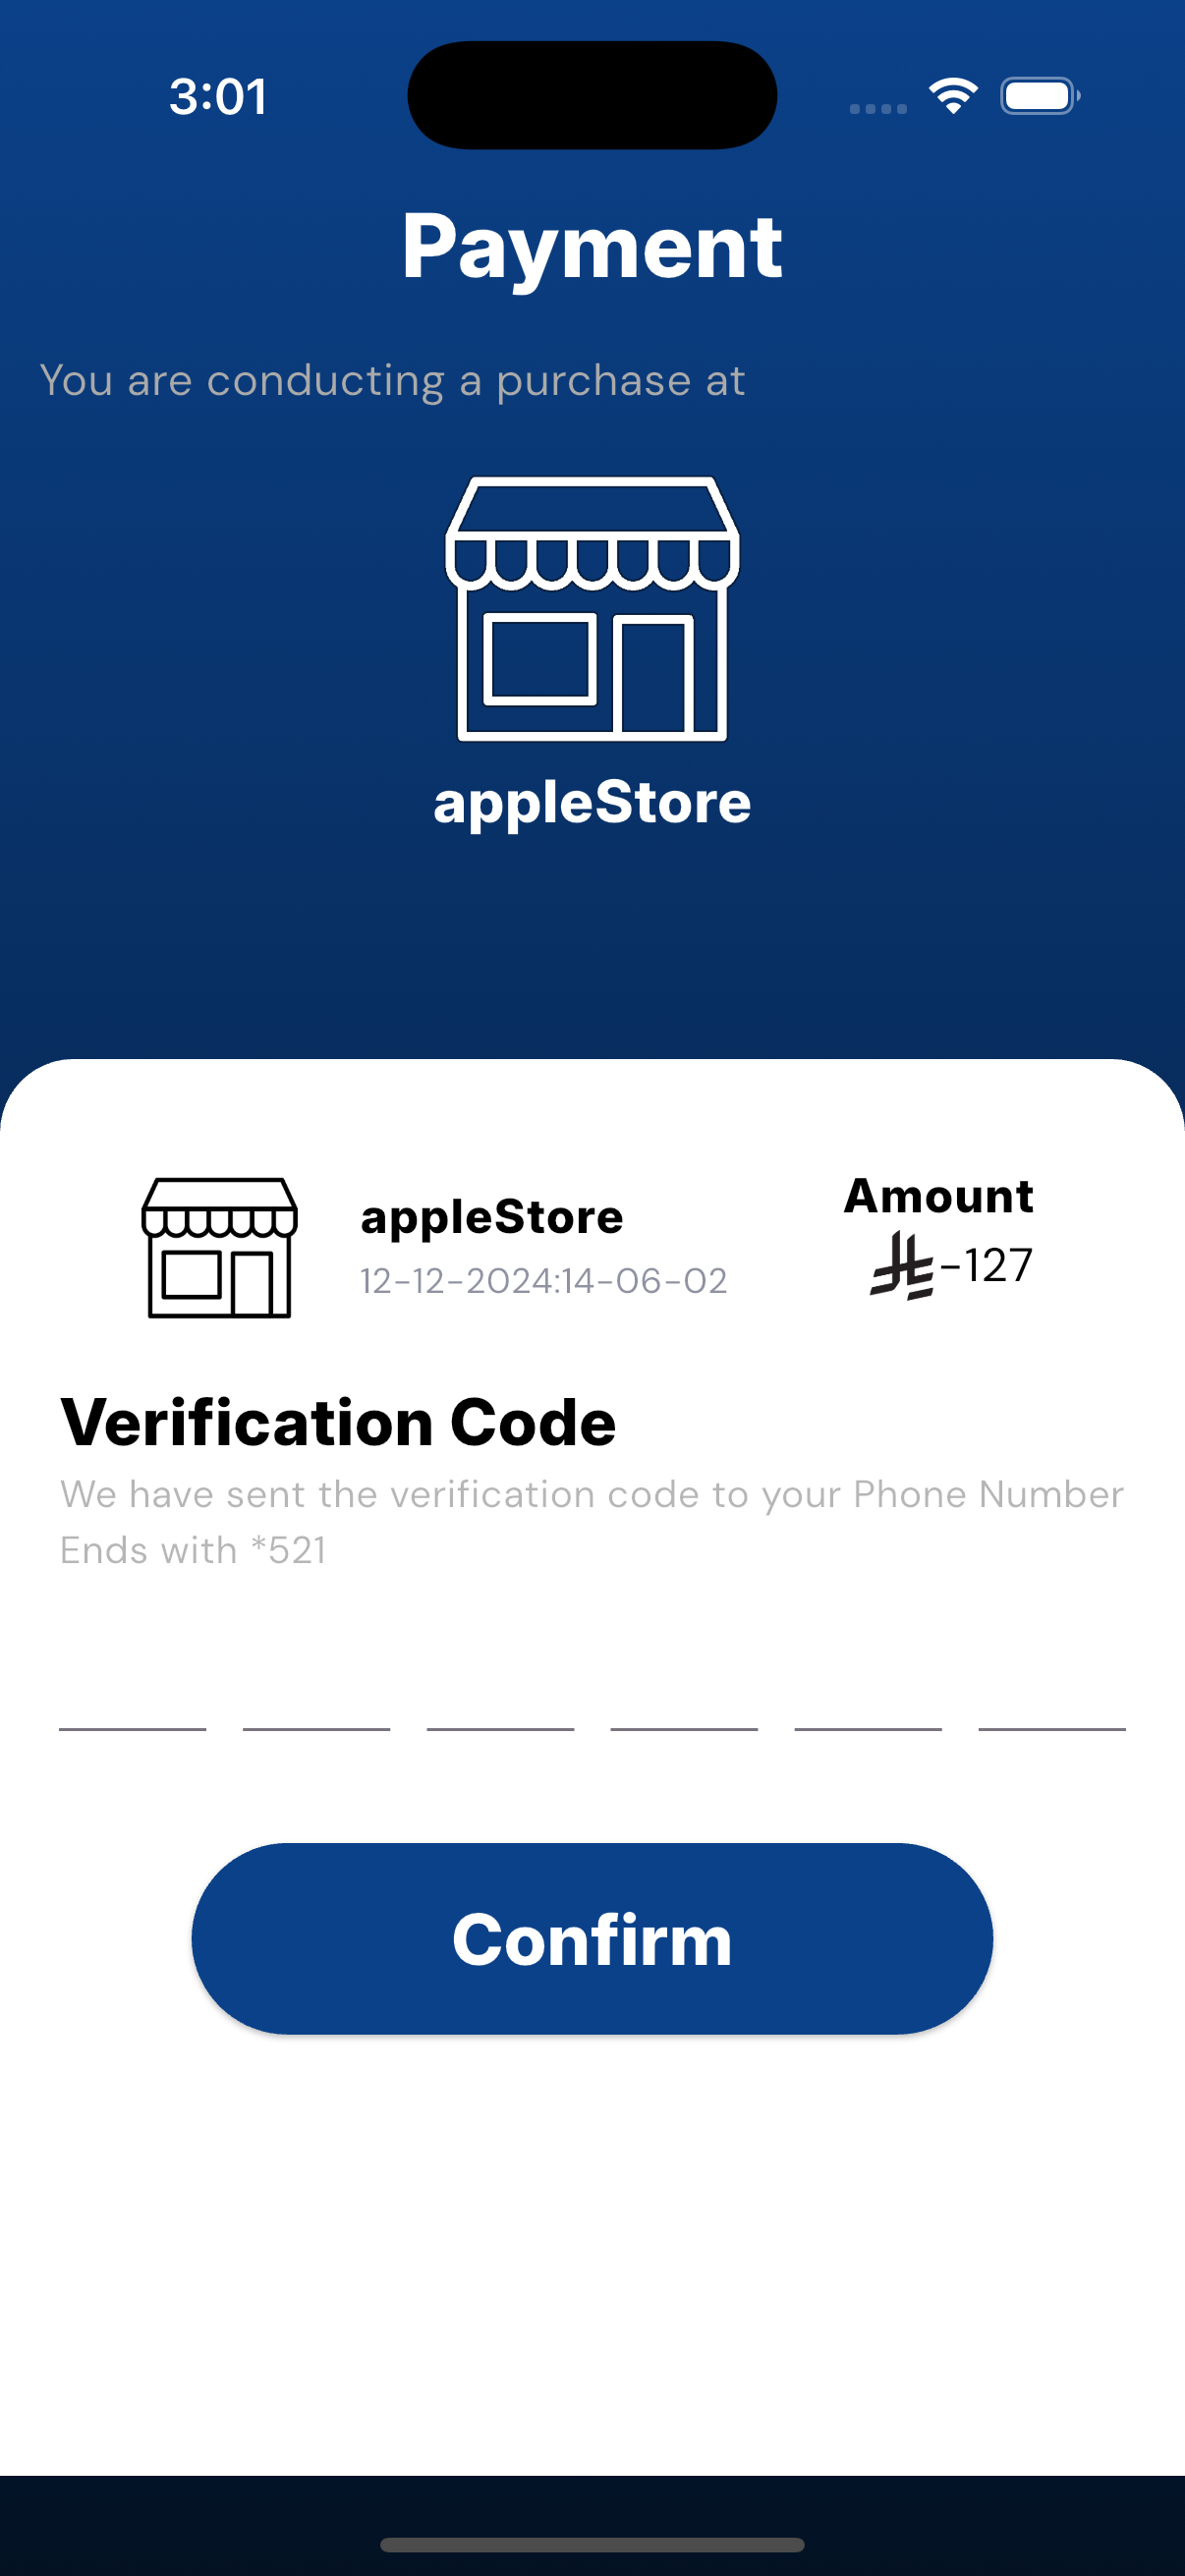 3:01
Payment
You are conducting a purchase at
appleStore
appleStore
12-12-2024:14-06-02
Amount
⃁-127
Verification Code
We have sent the verification code to your Phone Number
Ends with *521
Confirm